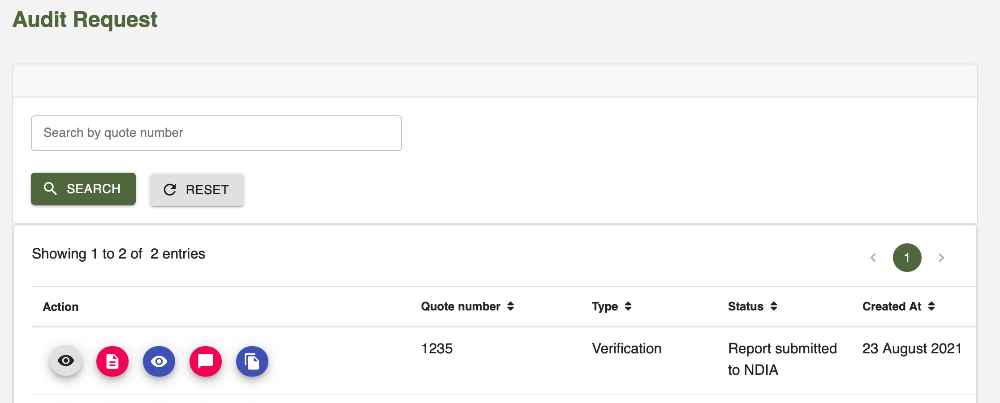 Audit Request
Search by quote number
SEARCH
RESET
Showing 1 to 2 of 2 entries
1
Action
Quote number
Type
Status
Created At
1235
Verification
Report submitted
to NDIA
23 August 2021